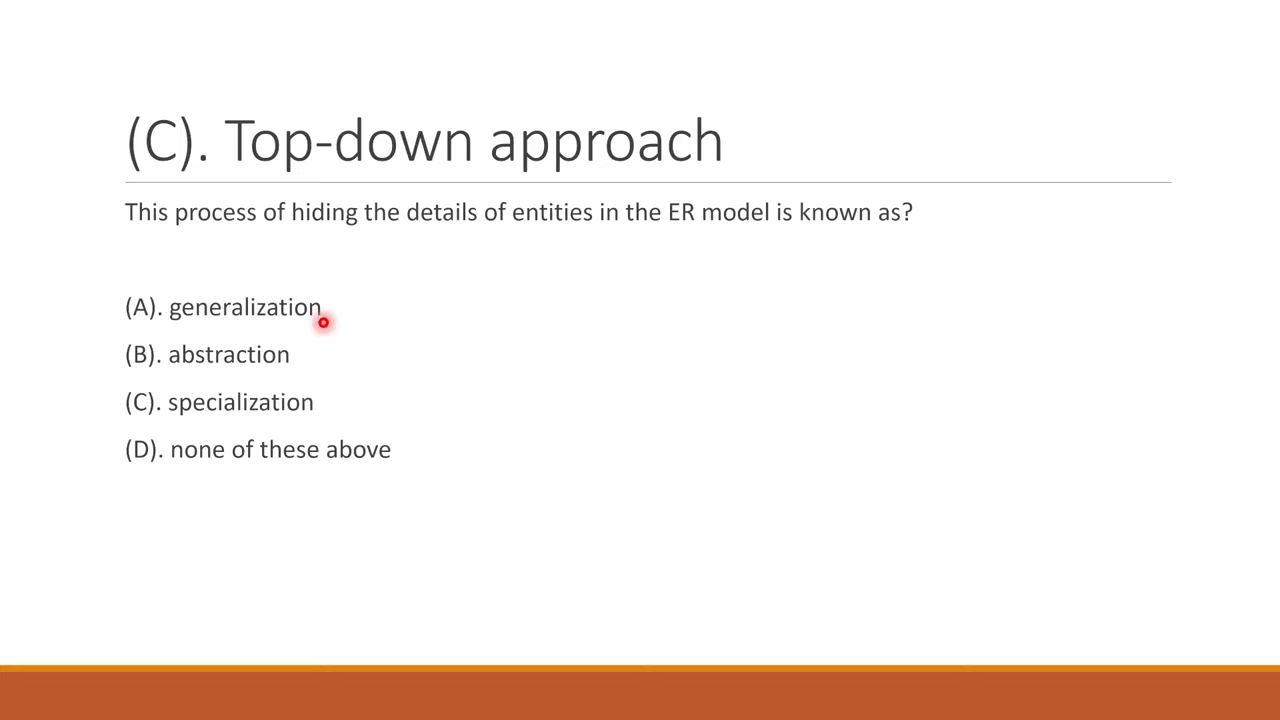 (C). Top-down approach
This process of hiding the details of entities in the ER model is known as?
(A). generalization
(B). abstraction
(C). specialization
(D). none of these above